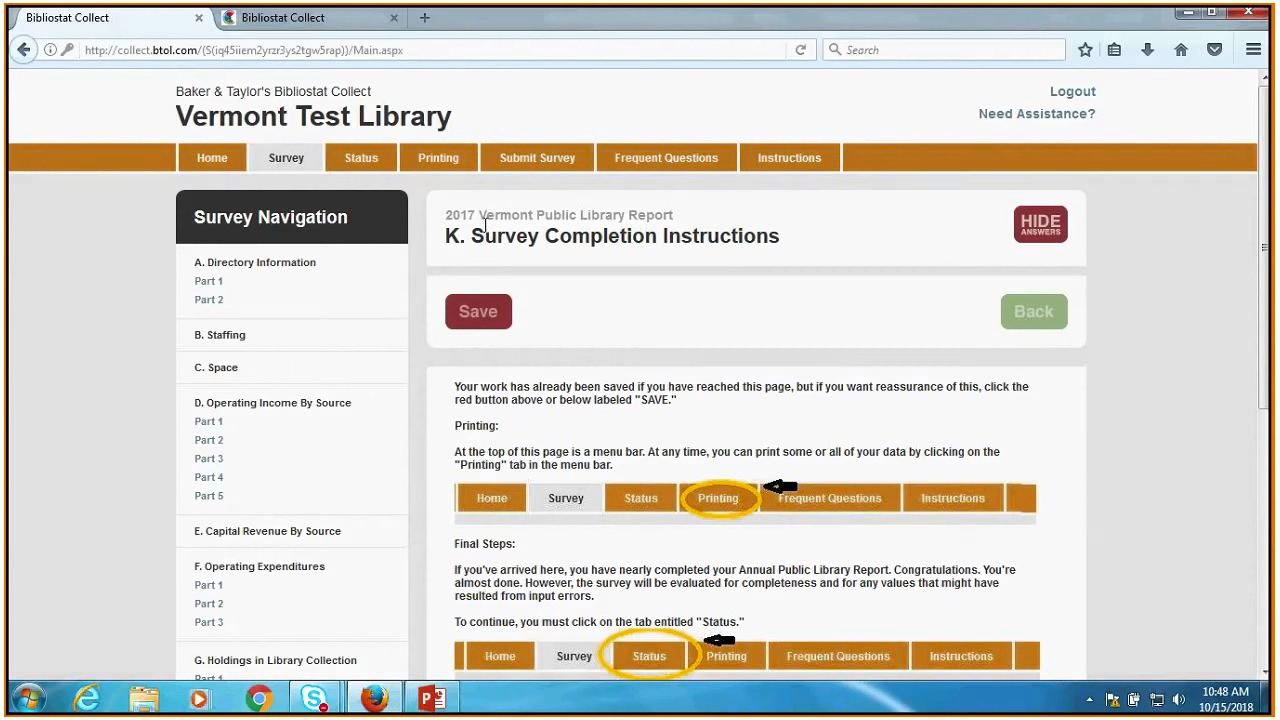 Bibliostat Collect
Bibliostat Collect
http://collect.btol.com/(S(iq45iiem2yrzr3ys2tgw5rap))/Main.aspx
Search
Baker & Taylor's Bibliostat Collect
Vermont Test Library
Logout
Need Assistance?
Home Survey Status Printing Submit Survey Frequent Questions Instructions
Survey Navigation
A. Directory Information
Part 1
Part 2
B. Staffing
C. Space
D. Operating Income By Source
Part 1
Part 2
Part 3
Part 4
Part 5
E. Capital Revenue By Source
F. Operating Expenditures
Part 1
Part 2
Part 3
G. Holdings in Library Collection
Part 1
2017 Vermont Public Library Report
K. Survey Completion Instructions
HIDE
ANSWERS
Save
Back
Your work has already been saved if you have reached this page, but if you want reassurance of this, click the
red button above or below labeled "SAVE."
Printing:
At the top of this page is a menu bar. At any time, you can print some or all of your data by clicking on the
"Printing" tab in the menu bar.
Home Survey Status Printing Frequent Questions Instructions
Final Steps:
If you've arrived here, you have nearly completed your Annual Public Library Report. Congratulations. You're
almost done. However, the survey will be evaluated for completeness and for any values that might have
resulted from input errors.
To continue, you must click on the tab entitled "Status."
Home Survey Status Printing Frequent Questions Instructions
10:48 AM
10/15/2018